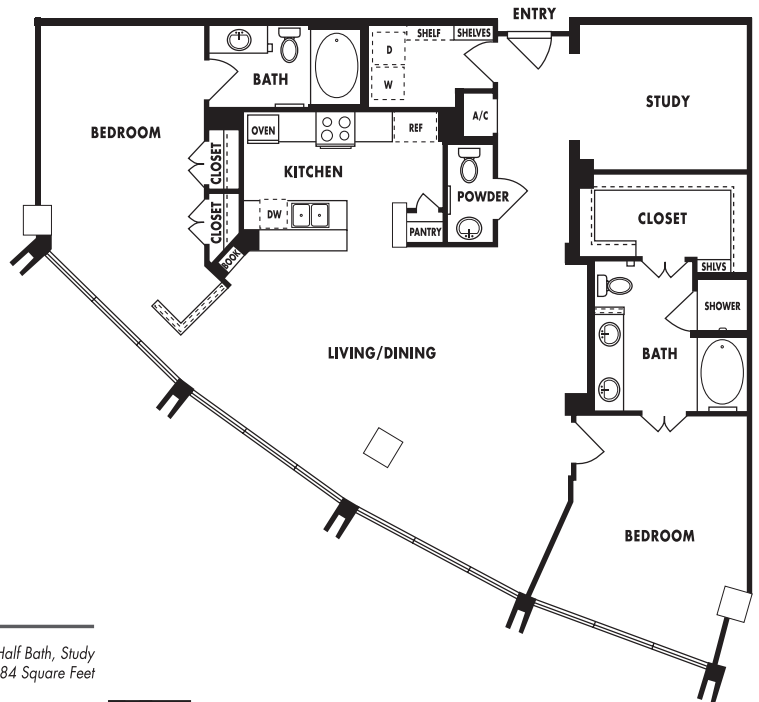 ENTRY
SHELF
SHELVES
D
W
BATH
BEDROOM
STUDY
A/C
OVEN
REF
CLOSET
KITCHEN
POWDER
CLOSET
DW
CLOSET
PANTRY
BOOK
SHLVS
SHOWER
LIVING/DINING
BATH
BEDROOM
Half Bath, Study
84 Square Feet